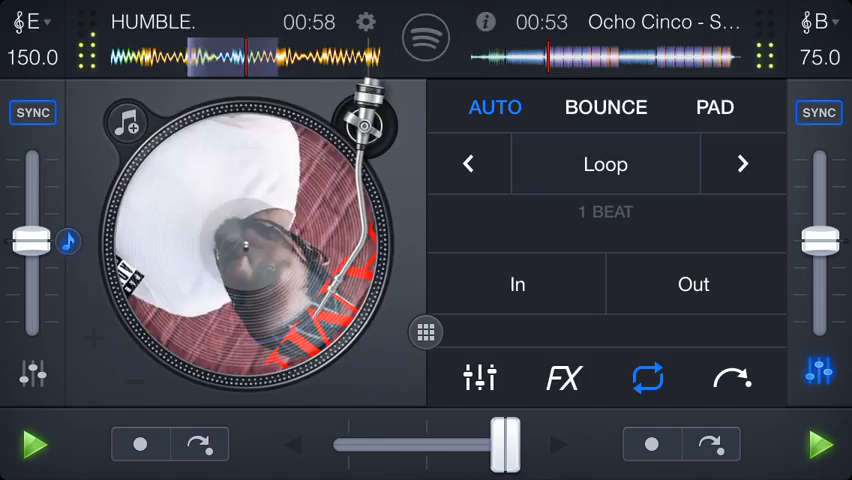 E
HUMBLE.
00:58
00:53
Ocho Cinco - S...
B
150.0
75.0
SYNC
AUTO
BOUNCE
PAD
SYNC
Loop
1 BEAT
In
Out
FX